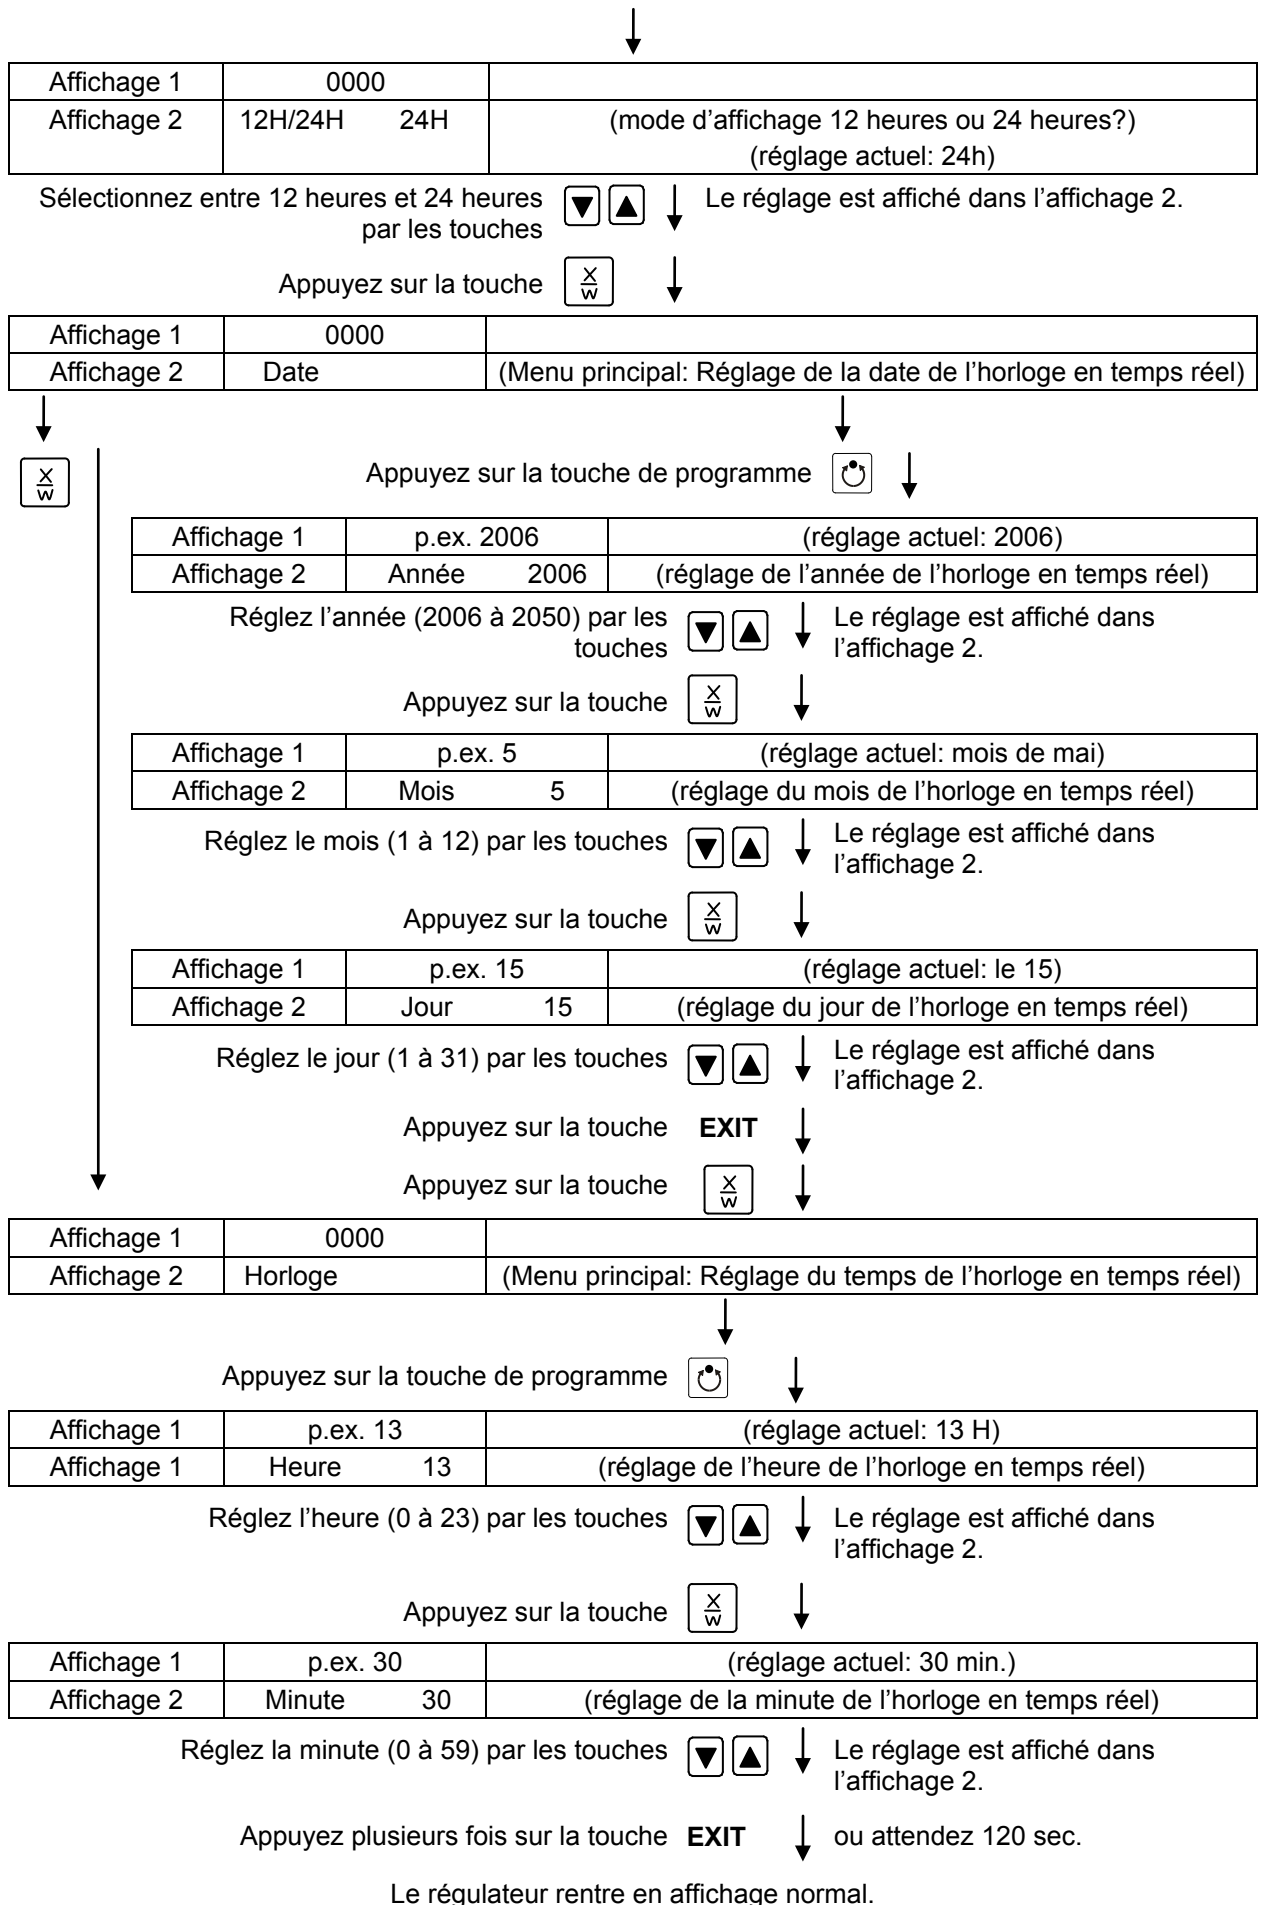 Affichage 1 0000
Affichage 2 12H/24H 24H (mode d'affichage 12 heures ou 24 heures?)
(réglage actuel: 24h)
Sélectionnez entre 12 heures et 24 heures Le réglage est affiché dans l'affichage 2.
par les touches
Appuyez sur la touche X W
Affichage 1 0000
Affichage 2 Date (Menu principal: Réglage de la date de l'horloge en temps réel)
X W
Appuyez sur la touche de programme
Affichage 1 p.ex. 2006 (réglage actuel: 2006)
Affichage 2 Année 2006 (réglage de l'année de l'horloge en temps réel)
Réglez l'année (2006 à 2050) par les Le réglage est affiché dans
touches l'affichage 2.
Appuyez sur la touche X W
Affichage 1 p.ex. 5 (réglage actuel: mois de mai)
Affichage 2 Mois 5 (réglage du mois de l'horloge en temps réel)
Réglez le mois (1 à 12) par les touches Le réglage est affiché dans
l'affichage 2.
Appuyez sur la touche X W
Affichage 1 p.ex. 15 (réglage actuel: le 15)
Affichage 2 Jour 15 (réglage du jour de l'horloge en temps réel)
Réglez le jour (1 à 31) par les touches Le réglage est affiché dans
l'affichage 2.
Appuyez sur la touche EXIT
Appuyez sur la touche X W
Affichage 1 0000
Affichage 2 Horloge (Menu principal: Réglage du temps de l'horloge en temps réel)
Appuyez sur la touche de programme
Affichage 1 p.ex. 13 (réglage actuel: 13 H)
Affichage 1 Heure 13 (réglage de l'heure de l'horloge en temps réel)
Réglez l'heure (0 à 23) par les touches Le réglage est affiché dans
l'affichage 2.
Appuyez sur la touche X W
Affichage 1 p.ex. 30 (réglage actuel: 30 min.)
Affichage 2 Minute 30 (réglage de la minute de l'horloge en temps réel)
Réglez la minute (0 à 59) par les touches Le réglage est affiché dans
l'affichage 2.
Appuyez plusieurs fois sur la touche EXIT ou attendez 120 sec.
Le régulateur rentre en affichage normal.